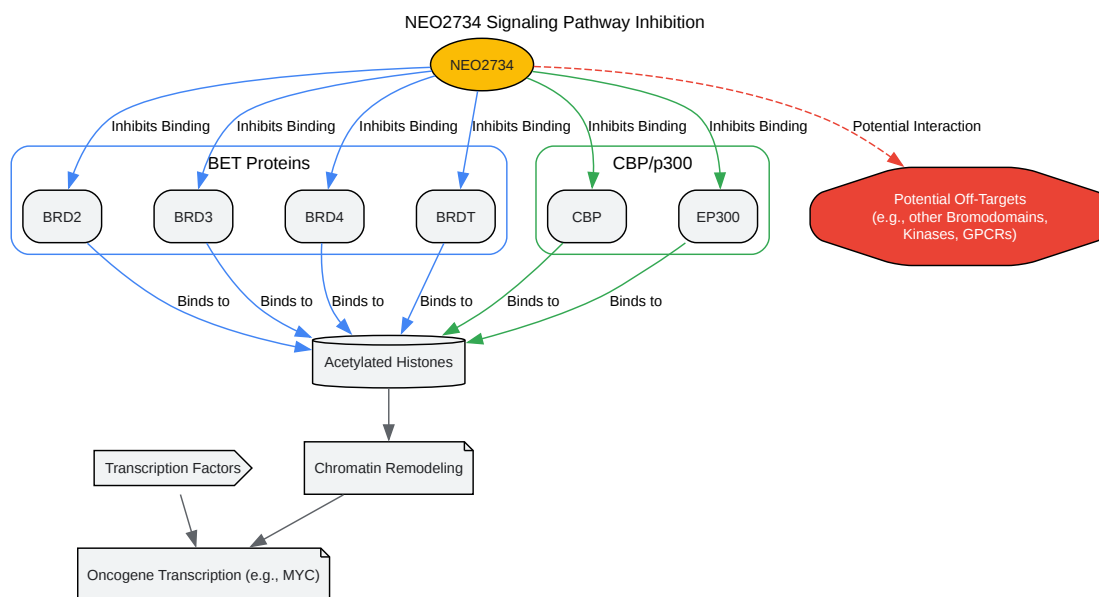 NEO2734 Signaling Pathway Inhibition
NEO2734
Inhibits Binding
Inhibits Binding
Inhibits Binding
Inhibits Binding
Inhibits Binding
Inhibits Binding
Potential Interaction
BET Proteins
CBP/p300
BRD2
BRD3
BRD4
BRDT
CBP
EP300
Potential Off-Targets
(e.g., other Bromodomains,
Kinases, GPCRs)
Binds to
Binds to
Binds to
Binds to
Binds to
Binds to
Acetylated Histones
Transcription Factors
Chromatin Remodeling
Oncogene Transcription (e.g., MYC)